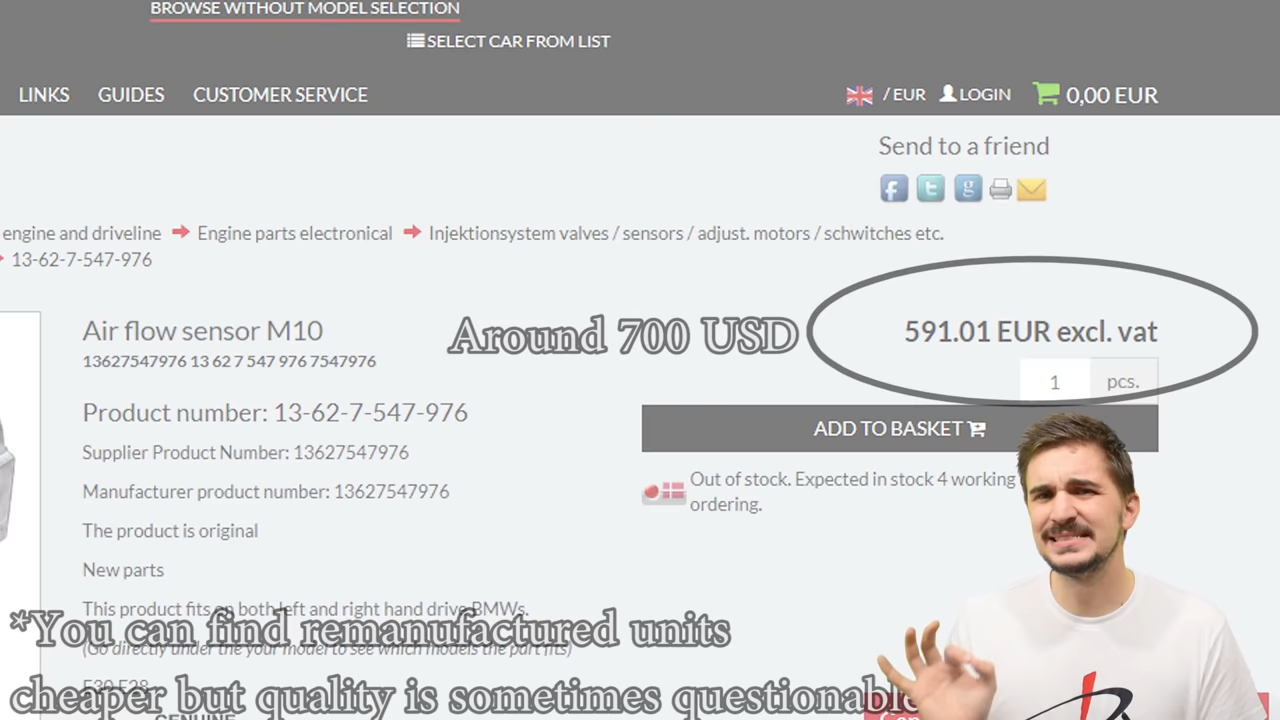 BROWSE WITHOUT MODEL SELECTION
SELECT CAR FROM LIST
LINKS GUIDES CUSTOMER SERVICE / EUR LOGIN 0,00 EUR
Send to a friend
engine and driveline Engine parts electronical Injektionsystem valves / sensors / adjust. motors / schwitches etc.
13-62-7-547-976
Air flow sensor M10
Around 700 USD
591.01 EUR excl. vat
13627547976 13 62 7 547 976 7547976
1 pcs.
Product number: 13-62-7-547-976
ADD TO BASKET
Supplier Product Number: 13627547976
Out of stock. Expected in stock 4 working
ordering.
Manufacturer product number: 13627547976
The product is original
New parts
This product fits on both left and right hand drive BMWs.
*You can find remanufactured units
(Go directly under the your model to see which models the part fits)
E30 E28
cheaper but quality is sometimes questionable
GENUINE